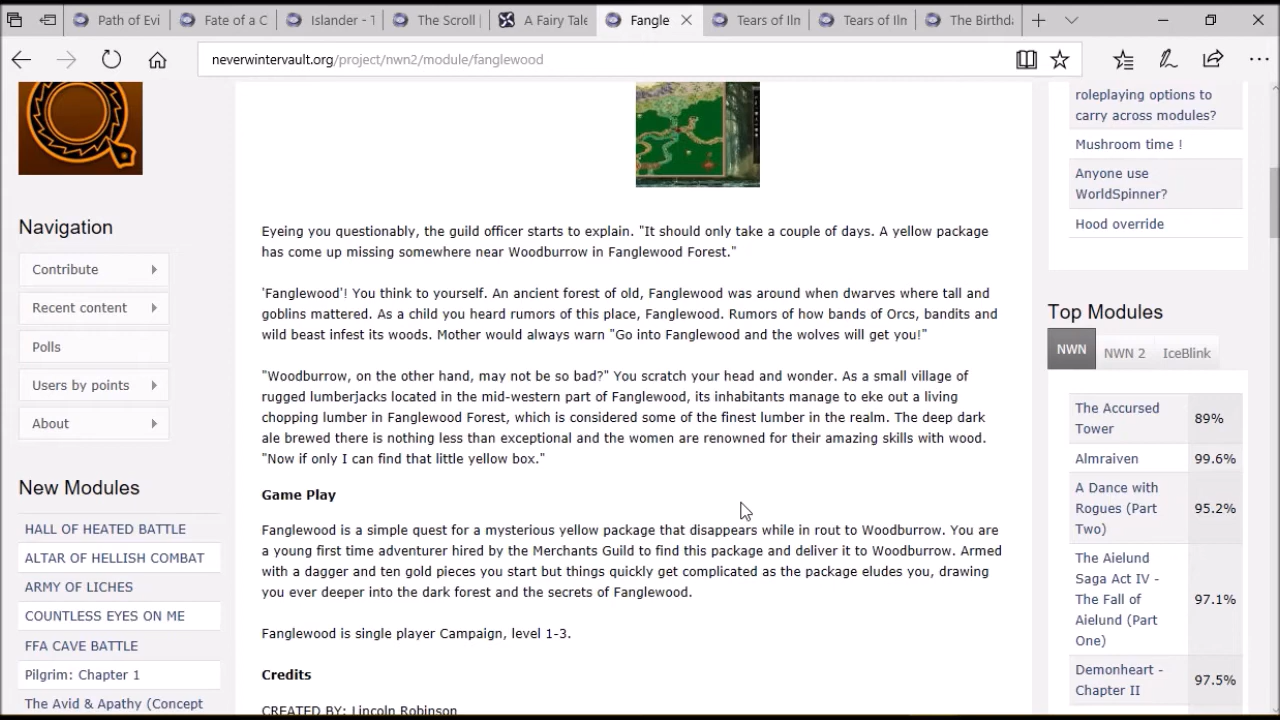 Path of Evi
Fate of a C
Islander - T
The Scroll |
A Fairy Tale
Fangle
Tears of Iln
Tears of Iln
The Birthda
neverwintervault.org/project/nwn2/module/fanglewood
Navigation
Contribute
Recent content
Polls
Users by points
About
New Modules
HALL OF HEATED BATTLE
ALTAR OF HELLISH COMBAT
ARMY OF LICHES
COUNTLESS EYES ON ME
FFA CAVE BATTLE
Pilgrim: Chapter 1
The Avid & Apathy (Concept
Eyeing you questionably, the guild officer starts to explain. "It should only take a couple of days. A yellow package
has come up missing somewhere near Woodburrow in Fanglewood Forest."
'Fanglewood'! You think to yourself. An ancient forest of old, Fanglewood was around when dwarves where tall and
goblins mattered. As a child you heard rumors of this place, Fanglewood. Rumors of how bands of Orcs, bandits and
wild beast infest its woods. Mother would always warn "Go into Fanglewood and the wolves will get you!"
"Woodburrow, on the other hand, may not be so bad?" You scratch your head and wonder. As a small village of
rugged lumberjacks located in the mid-western part of Fanglewood, its inhabitants manage to eke out a living
chopping lumber in Fanglewood Forest, which is considered some of the finest lumber in the realm. The deep dark
ale brewed there is nothing less than exceptional and the women are renowned for their amazing skills with wood.
"Now if only I can find that little yellow box."
Game Play
Fanglewood is a simple quest for a mysterious yellow package that disappears while in rout to Woodburrow. You are
a young first time adventurer hired by the Merchants Guild to find this package and deliver it to Woodburrow. Armed
with a dagger and ten gold pieces you start but things quickly get complicated as the package eludes you, drawing
you ever deeper into the dark forest and the secrets of Fanglewood.
Fanglewood is single player Campaign, level 1-3.
Credits
CREATED BY: Lincoln Robinson
roleplaying options to
carry across modules?
Mushroom time !
Anyone use
WorldSpinner?
Hood override
Top Modules
NWN
NWN 2
IceBlink
The Accursed
Tower
89%
Almraiven
99.6%
A Dance with
Rogues (Part
Two)
95.2%
The Aielund
Saga Act IV -
The Fall of
Aielund (Part
One)
97.1%
Demonheart -
Chapter II
97.5%